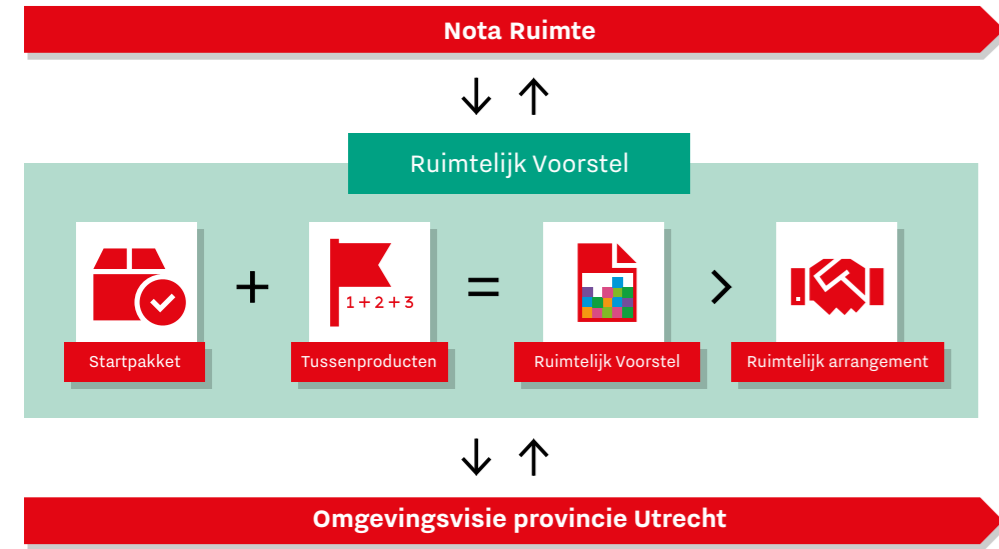 Nota Ruimte
Ruimtelijk Voorstel
+ = >
1+2+3
Startpakket
Tussenproducten
Ruimtelijk Voorstel
Ruimtelijk arrangement
Omgevingsvisie provincie Utrecht